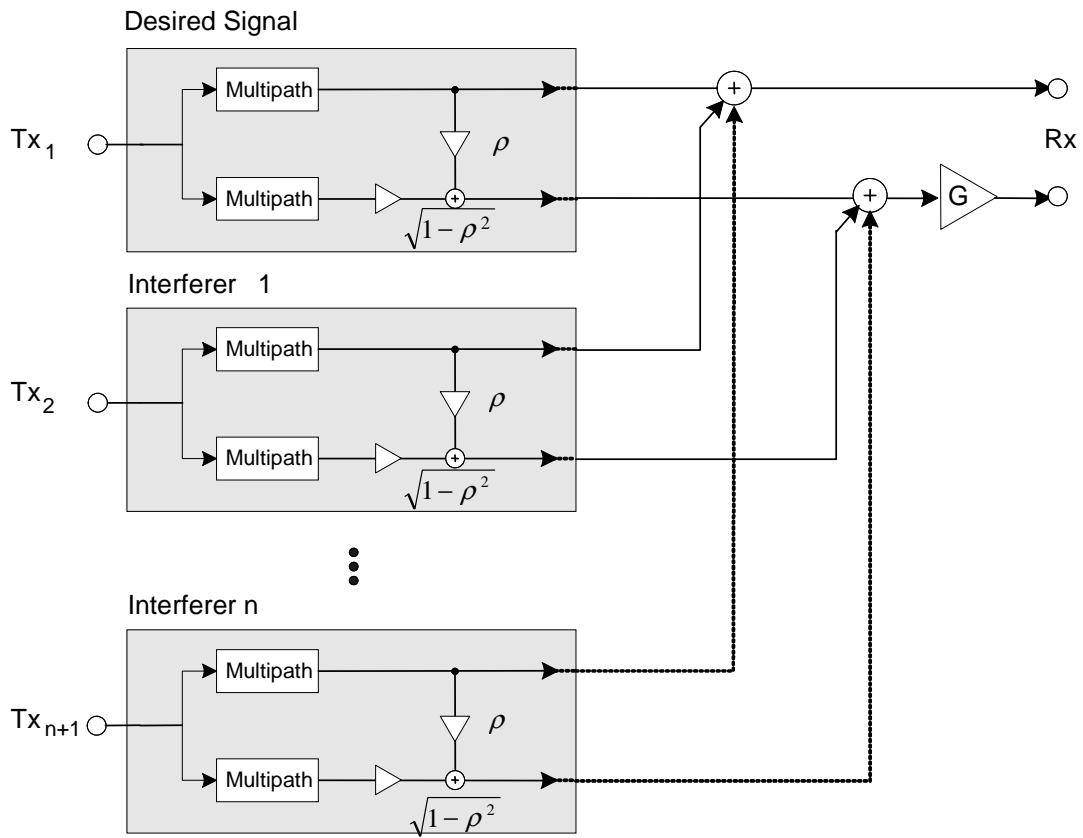 Desired Signal
Tx₁
Multipath
ρ
Multipath
+
√(1 − ρ²)
+
+
G
Rx
Interferer 1
Tx₂
Multipath
ρ
Multipath
+
√(1 − ρ²)
Interferer n
Txₙ₊₁
Multipath
ρ
Multipath
+
√(1 − ρ²)